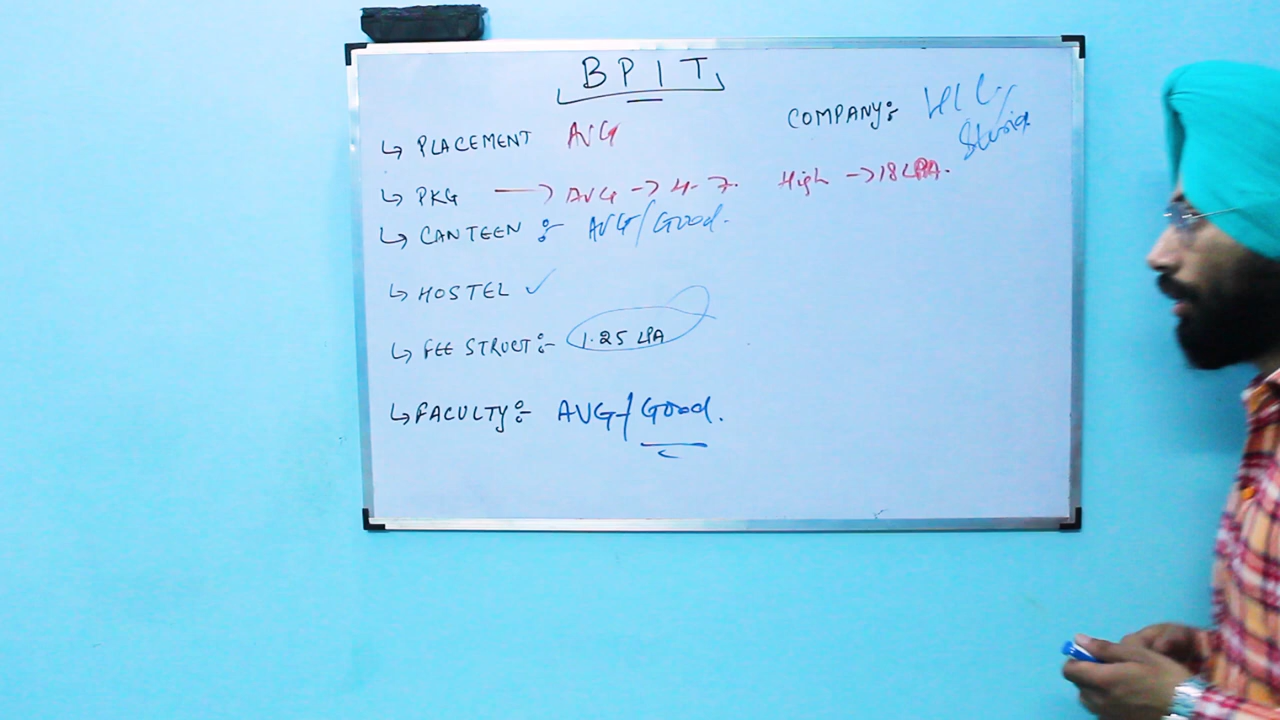 BPIT
↳ PLACEMENT AVG
COMPANY:- HCL/
↳ PKG → AVG → 4-7. High → 18 LPA.
↳ CANTEEN :- AVG/Good.
↳ HOSTEL ✓
↳ FEE STRUCT:- 1.25 LPA
↳ FACULTY:- AVG/Good.